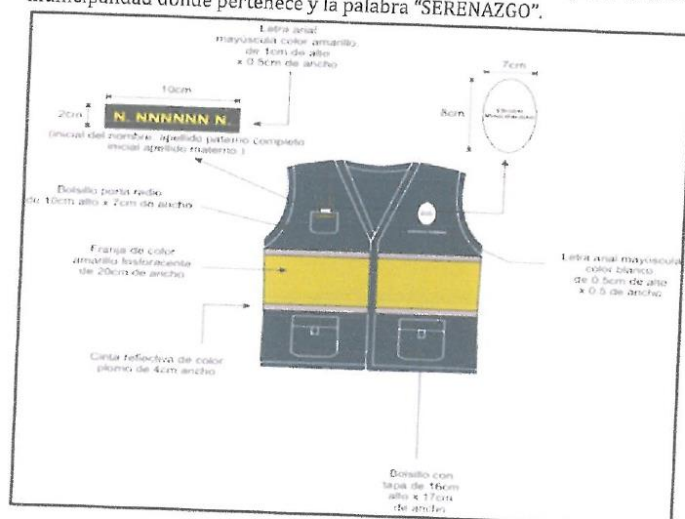 municipalidad donde pertenece y la palabra “SERENAZGO”.
Letra arial
mayúscula color amarillo
de 1cm de alto
x 0.5cm de ancho
10cm
2cm
N. NNNNNN N.
(inicial del nombre, apellido paterno completo
inicial apellido materno )
7cm
8cm
Bolsillo porta radio
de 10cm alto x 7cm de ancho
Franja de color
amarillo fosforacente
de 20cm de ancho
Letra arial mayúscula
color blanco
de 0.5cm de alto
x 0.5 de ancho
Cinta reflectiva de color
plomo de 4cm ancho
Bolsillo con
tapa de 16cm
alto x 17cm
de ancho